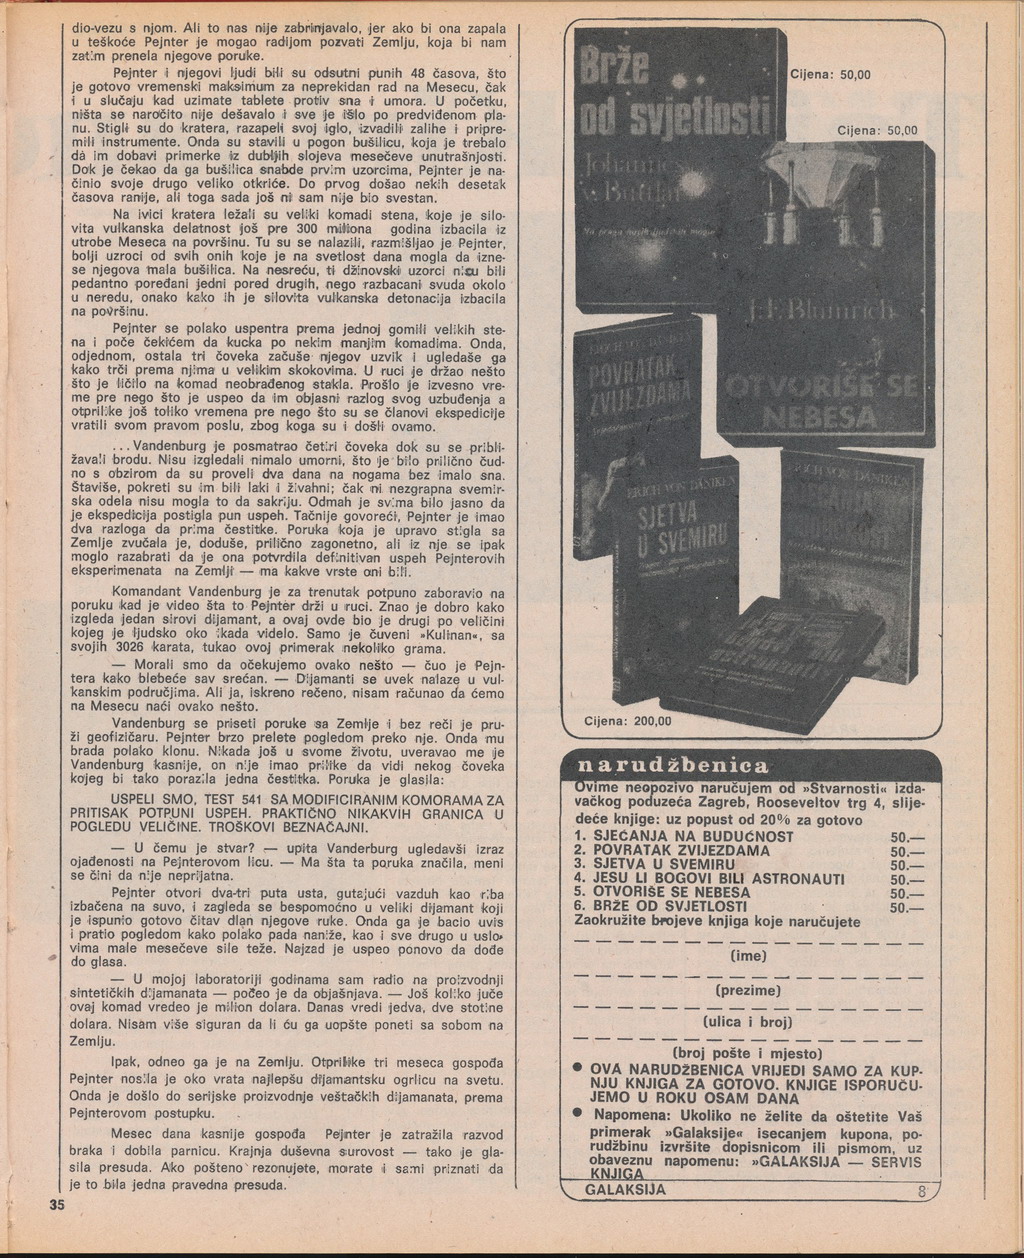 dio-vezu s njom. Ali to nas nije zabrinjavalo, jer ako bi ona zapala
u teškoće Pejnter je mogao radijom pozvati Zemlju, koja bi nam
zatim prenela njegove poruke.
Pejnter i njegovi ljudi bili su odsutni punih 48 časova, što
je gotovo vremenski maksimum za neprekidan rad na Mesecu, čak
i u slučaju kad uzimate tablete protiv sna i umora. U početku,
ništa se naročito nije dešavalo i sve je išlo po predviđenom pla-
nu. Stigli su do kratera, razapeli svoj iglo, izvadili zalihe i pripre-
mili instrumente. Onda su stavili u pogon bušilicu, koja je trebalo
da im dobavi primerke iz dubljih slojeva mesečeve unutrašnjosti.
Dok je čekao da ga bušilica snabde prvim uzorcima, Pejnter je na-
činio svoje drugo veliko otkriće. Do prvog došao nekih desetak
časova ranije, ali toga sada još ni sam nije bio svestan.
Na ivici kratera ležali su veliki komadi stena, koje je silo-
vita vulkanska delatnost još pre 300 miliona godina izbacila iz
utrobe Meseca na površinu. Tu su se nalazili, razmišljao je Pejnter,
bolji uzroci od svih onih koje je na svetlost dana mogla da izne-
se njegova mala bušilica. Na nesreću, ti džinovski uzorci nisu bili
pedantno poređani jedni pored drugih, nego razbacani svuda okolo
u neredu, onako kako ih je silovita vulkanska detonacija izbacila
na površinu.
Pejnter se polako uspentra prema jednoj gomili velikih ste-
na i poče čekićem da kucka po nekim manjim komadima. Onda,
odjednom, ostala tri čoveka začuše njegov uzvik i ugledaše ga
kako trči prema njima u velikim skokovima. U ruci je držao nešto
što je ličilo na komad neobrađenog stakla. Prošlo je izvesno vre-
me pre nego što je uspeo da im objasni razlog svog uzbuđenja a
otprilike još toliko vremena pre nego što su se članovi ekspedicije
vratili svom pravom poslu, zbog koga su i došli ovamo.
... Vandenburg je posmatrao četiri čoveka dok su se pribli-
žavali brodu. Nisu izgledali nimalo umorni, što je bilo prilično čud-
no s obzirom da su proveli dva dana na nogama bez imalo sna.
Štaviše, pokreti su im bili laki i živahni; čak ni nezgrapna svemir-
ska odela nisu mogla to da sakriju. Odmah je svima bilo jasno da
je ekspedicija postigla pun uspeh. Tačnije govoreći, Pejnter je imao
dva razloga da prima čestitke. Poruka koja je upravo stigla sa
Zemlje zvučala je, doduše, prilično zagonetno, ali iz nje se ipak
moglo razabrati da je ona potvrdila definitivan uspeh Pejnterovih
eksperimenata na Zemlji — ma kakve vrste oni bili.
Komandant Vandenburg je za trenutak potpuno zaboravio na
poruku kad je video šta to Pejnter drži u ruci. Znao je dobro kako
izgleda jedan sirovi dijamant, a ovaj ovde bio je drugi po veličini
kojeg je ljudsko oko ikada videlo. Samo je čuveni »Kulinan«, sa
svojih 3026 karata, tukao ovoj primerak nekoliko grama.
— Morali smo da očekujemo ovako nešto — čuo je Pejn-
tera kako blebeće sav srećan. — Dijamanti se uvek nalaze u vul-
kanskim područjima. Ali ja, iskreno rečeno, nisam računao da ćemo
na Mesecu naći ovako nešto.
Vandenburg se priseti poruke sa Zemlje i bez reči je pru-
ži geofizičaru. Pejnter brzo prelete pogledom preko nje. Onda mu
brada polako klonu. Nikada još u svome životu, uveravao me je
Vandenburg kasnije, on nije imao prilike da vidi nekog čoveka
kojeg bi tako porazila jedna čestitka. Poruka je glasila:
USPELI SMO, TEST 541 SA MODIFICIRANIM KOMORAMA ZA
PRITISAK POTPUNI USPEH. PRAKTIČNO NIKAKVIH GRANICA U
POGLEDU VELIČINE. TROŠKOVI BEZNAČAJNI.
— U čemu je stvar? — upita Vanderburg ugledavši izraz
ojađenosti na Pejnterovom licu. — Ma šta ta poruka značila, meni
se čini da nije neprijatna.
Pejnter otvori dva-tri puta usta, gutajući vazduh kao riba
izbačena na suvo, i zagleda se bespomoćno u veliki dijamant koji
je ispunio gotovo čitav dlan njegove ruke. Onda ga je bacio uvis
i pratio pogledom kako polako pada naniže, kao i sve drugo u uslo-
vima male mesečeve sile teže. Najzad je uspeo ponovo da dođe
do glasa.
— U mojoj laboratoriji godinama sam radio na proizvodnji
sintetičkih dijamanata — počeo je da objašnjava. — Još koliko juče
ovaj komad vredeo je milion dolara. Danas vredi jedva, dve stotine
dolara. Nisam više siguran da li ću ga uopšte poneti sa sobom na
Zemlju.
Ipak, odneo ga je na Zemlju. Otprilike tri meseca gospođa
Pejnter nosila je oko vrata najlepšu dijamantsku ogrlicu na svetu.
Onda je došlo do serijske proizvodnje veštačkih dijamanata, prema
Pejnterovom postupku.
Mesec dana kasnije gospođa Pejnter je zatražila razvod
braka i dobila parnicu. Krajnja duševna surovost — tako je gla-
sila presuda. Ako pošteno rezonujete, morate i sami priznati da
je to bila jedna pravedna presuda.
35
Brže
od svjetlosti
Johannes
v. Buttlar
Cijena: 50,00
Cijena: 50,00
J. F. Blumrich
OTVORIŠE SE
NEBESA
ERICH VON DÄNIKEN
POVRATAK
ZVIJEZDAMA
ERICH VON DÄNIKEN
SJETVA
U SVEMIRU
ERICH VON DÄNIKEN
Cijena: 200,00
narudžbenica
Ovime neopozivo naručujem od »Stvarnosti« izda-
vačkog poduzeća Zagreb, Rooseveltov trg 4, slije-
deće knjige: uz popust od 20% za gotovo
1. SJEĆANJA NA BUDUĆNOST 50.—
2. POVRATAK ZVIJEZDAMA 50.—
3. SJETVA U SVEMIRU 50.—
4. JESU LI BOGOVI BILI ASTRONAUTI 50.—
5. OTVORIŠE SE NEBESA 50.—
6. BRŽE OD SVJETLOSTI 50.—
Zaokružite brojeve knjiga koje naručujete
(ime)
(prezime)
(ulica i broj)
(broj pošte i mjesto)
• OVA NARUDŽBENICA VRIJEDI SAMO ZA KUP-
NJU KNJIGA ZA GOTOVO. KNJIGE ISPORUČU-
JEMO U ROKU OSAM DANA
• Napomena: Ukoliko ne želite da oštetite Vaš
primerak »Galaksije« isecanjem kupona, po-
rudžbinu izvršite dopisnicom ili pismom, uz
obaveznu napomenu: »GALAKSIJA — SERVIS
KNJIGA
GALAKSIJA 8